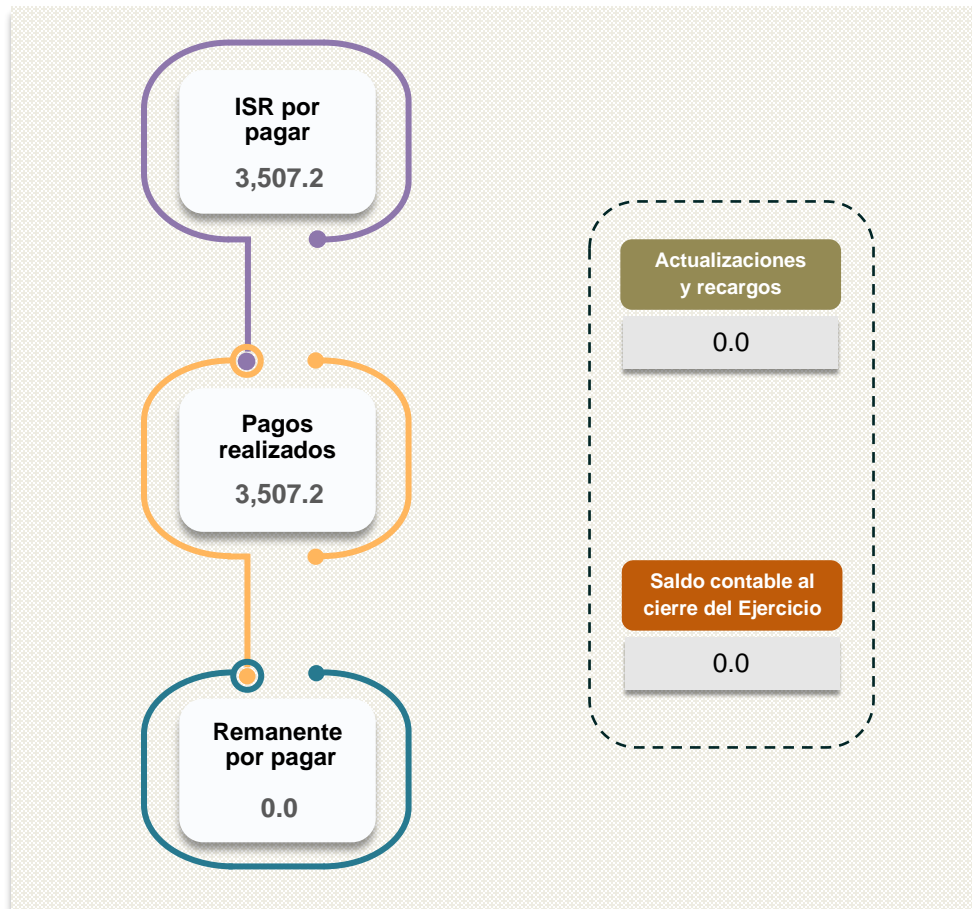 ISR por
pagar
3,507.2
Pagos
realizados
3,507.2
Remanente
por pagar
0.0
Actualizaciones
y recargos
0.0
Saldo contable al
cierre del Ejercicio
0.0